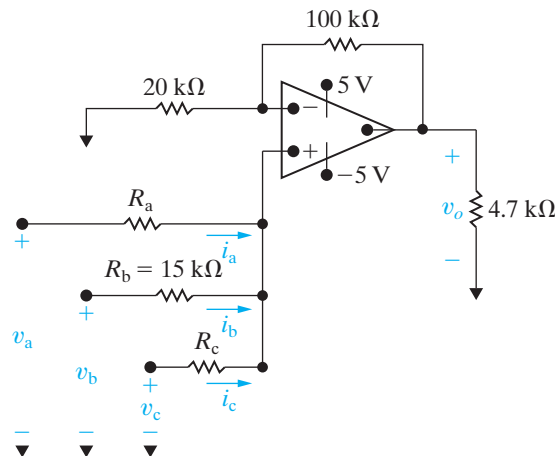 100 kΩ
20 kΩ
5 V
−
+
−5 V
+
v_o
4.7 kΩ
−
R_a
+
i_a
R_b = 15 kΩ
+
i_b
v_a
R_c
v_b
+
i_c
v_c
−
−
−